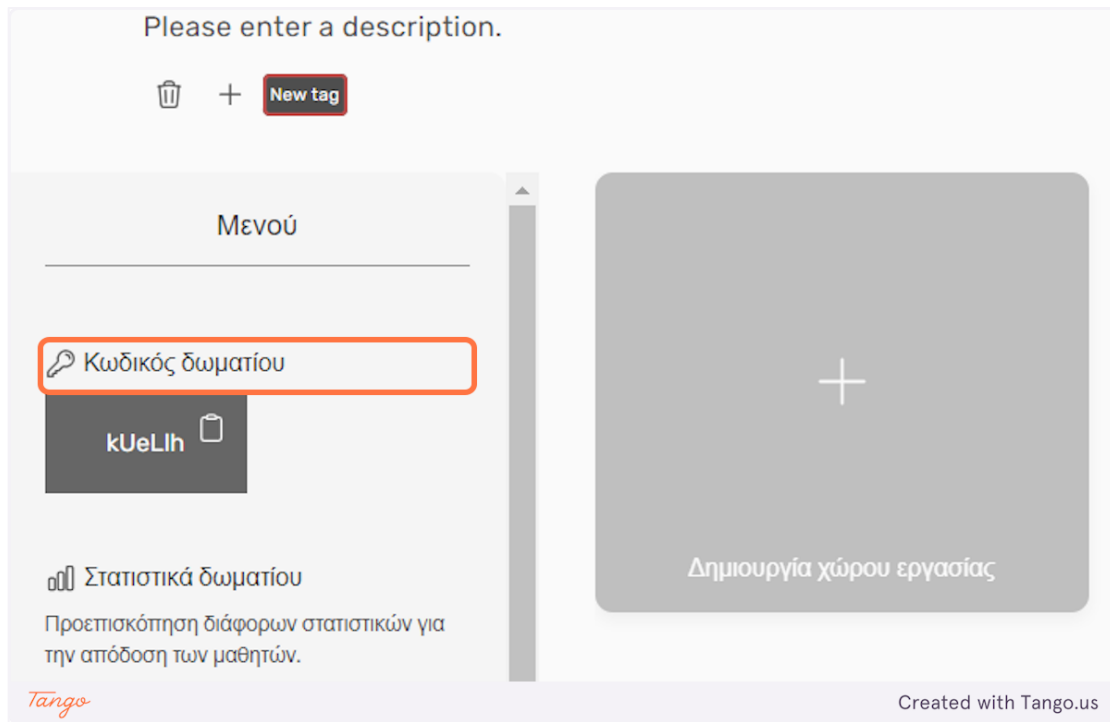 Please enter a description.
New tag
Μενού
Κωδικός δωματίου
kUeLlh
Στατιστικά δωματίου
Προεπισκόπηση διάφορων στατιστικών για
την απόδοση των μαθητών.
Δημιουργία χώρου εργασίας
Tango
Created with Tango.us